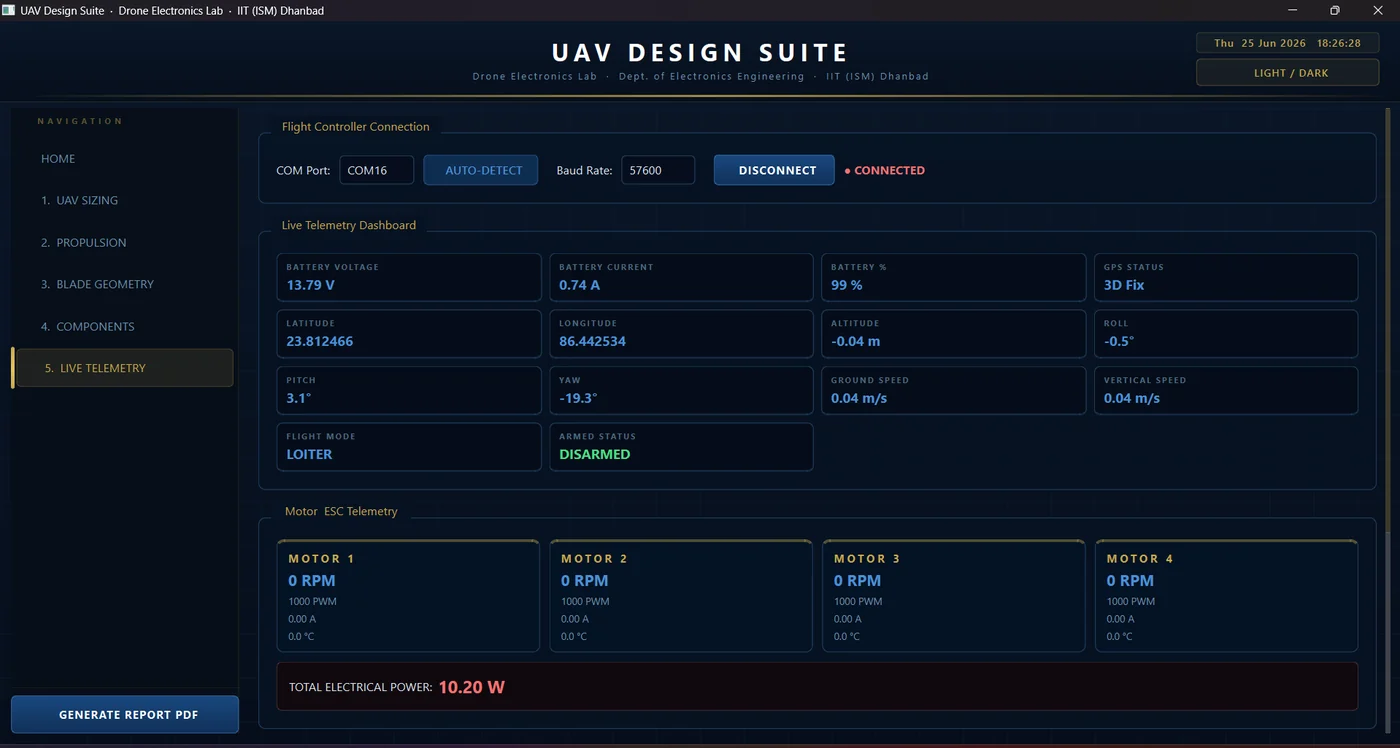 UAV Design Suite · Drone Electronics Lab · IIT (ISM) Dhanbad
UAV DESIGN SUITE
Drone Electronics Lab · Dept. of Electronics Engineering · IIT (ISM) Dhanbad
Thu 25 Jun 2026 18:26:28
LIGHT / DARK
NAVIGATION
HOME
1. UAV SIZING
2. PROPULSION
3. BLADE GEOMETRY
4. COMPONENTS
5. LIVE TELEMETRY
GENERATE REPORT PDF
Flight Controller Connection
COM Port: COM16 AUTO-DETECT Baud Rate: 57600 DISCONNECT ● CONNECTED
Live Telemetry Dashboard
BATTERY VOLTAGE
13.79 V
BATTERY CURRENT
0.74 A
BATTERY %
99 %
GPS STATUS
3D Fix
LATITUDE
23.812466
LONGITUDE
86.442534
ALTITUDE
-0.04 m
ROLL
-0.5°
PITCH
3.1°
YAW
-19.3°
GROUND SPEED
0.04 m/s
VERTICAL SPEED
0.04 m/s
FLIGHT MODE
LOITER
ARMED STATUS
DISARMED
Motor ESC Telemetry
MOTOR 1
0 RPM
1000 PWM
0.00 A
0.0 °C
MOTOR 2
0 RPM
1000 PWM
0.00 A
0.0 °C
MOTOR 3
0 RPM
1000 PWM
0.00 A
0.0 °C
MOTOR 4
0 RPM
1000 PWM
0.00 A
0.0 °C
TOTAL ELECTRICAL POWER: 10.20 W